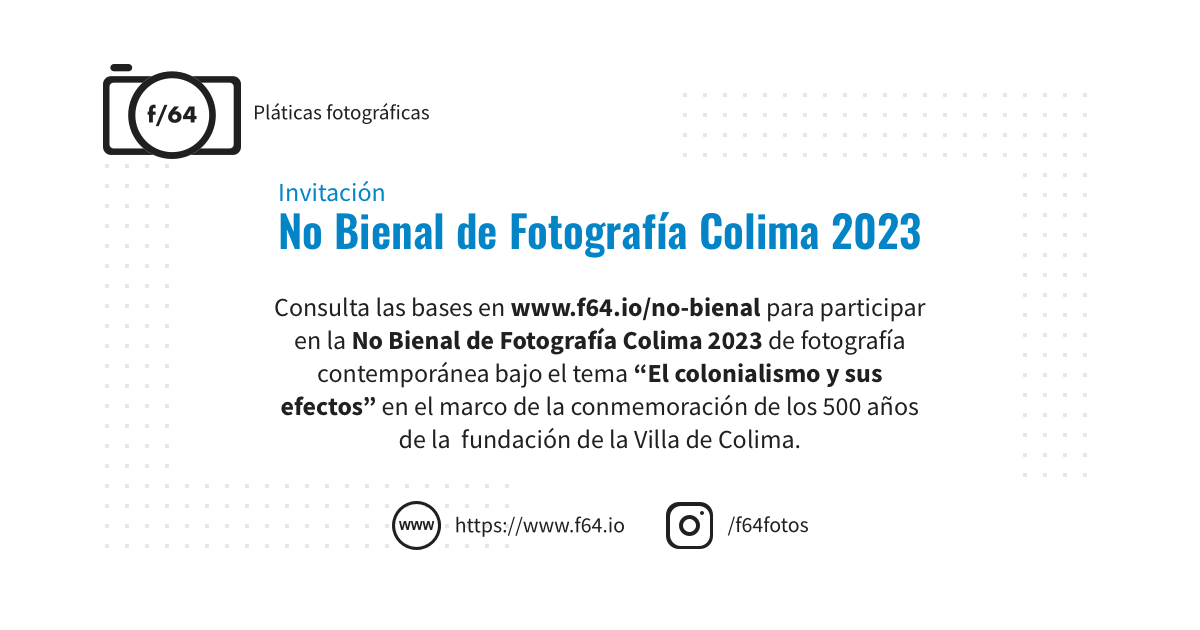 f/64
Pláticas fotográficas
Invitación
No Bienal de Fotografía Colima 2023
Consulta las bases en www.f64.io/no-bienal para participar
en la No Bienal de Fotografía Colima 2023 de fotografía
contemporánea bajo el tema “El colonialismo y sus
efectos” en el marco de la conmemoración de los 500 años
de la  fundación de la Villa de Colima.
www https://www.f64.io /f64fotos